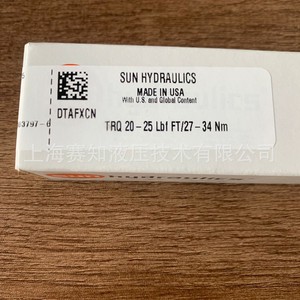 SUN HYDRAULICS
MADE IN USA
With U.S. and Global Content
DTAFXCN
TRQ 20-25 Lbf FT/27-34 Nm
上海赛知液压技术有限公司
hydraulics